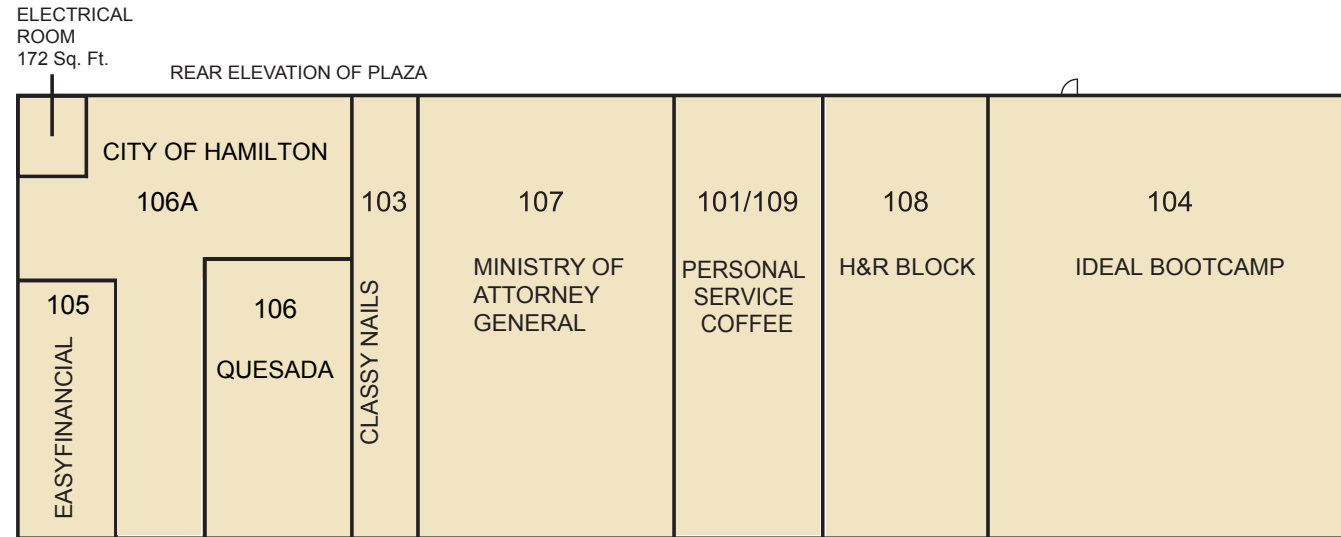 ELECTRICAL
ROOM
172 Sq. Ft.
REAR ELEVATION OF PLAZA
CITY OF HAMILTON
106A
103
CLASSY NAILS
107
MINISTRY OF
ATTORNEY
GENERAL
101/109
PERSONAL
SERVICE
COFFEE
108
H&R BLOCK
104
IDEAL BOOTCAMP
105
EASYFINANCIAL
106
QUESADA